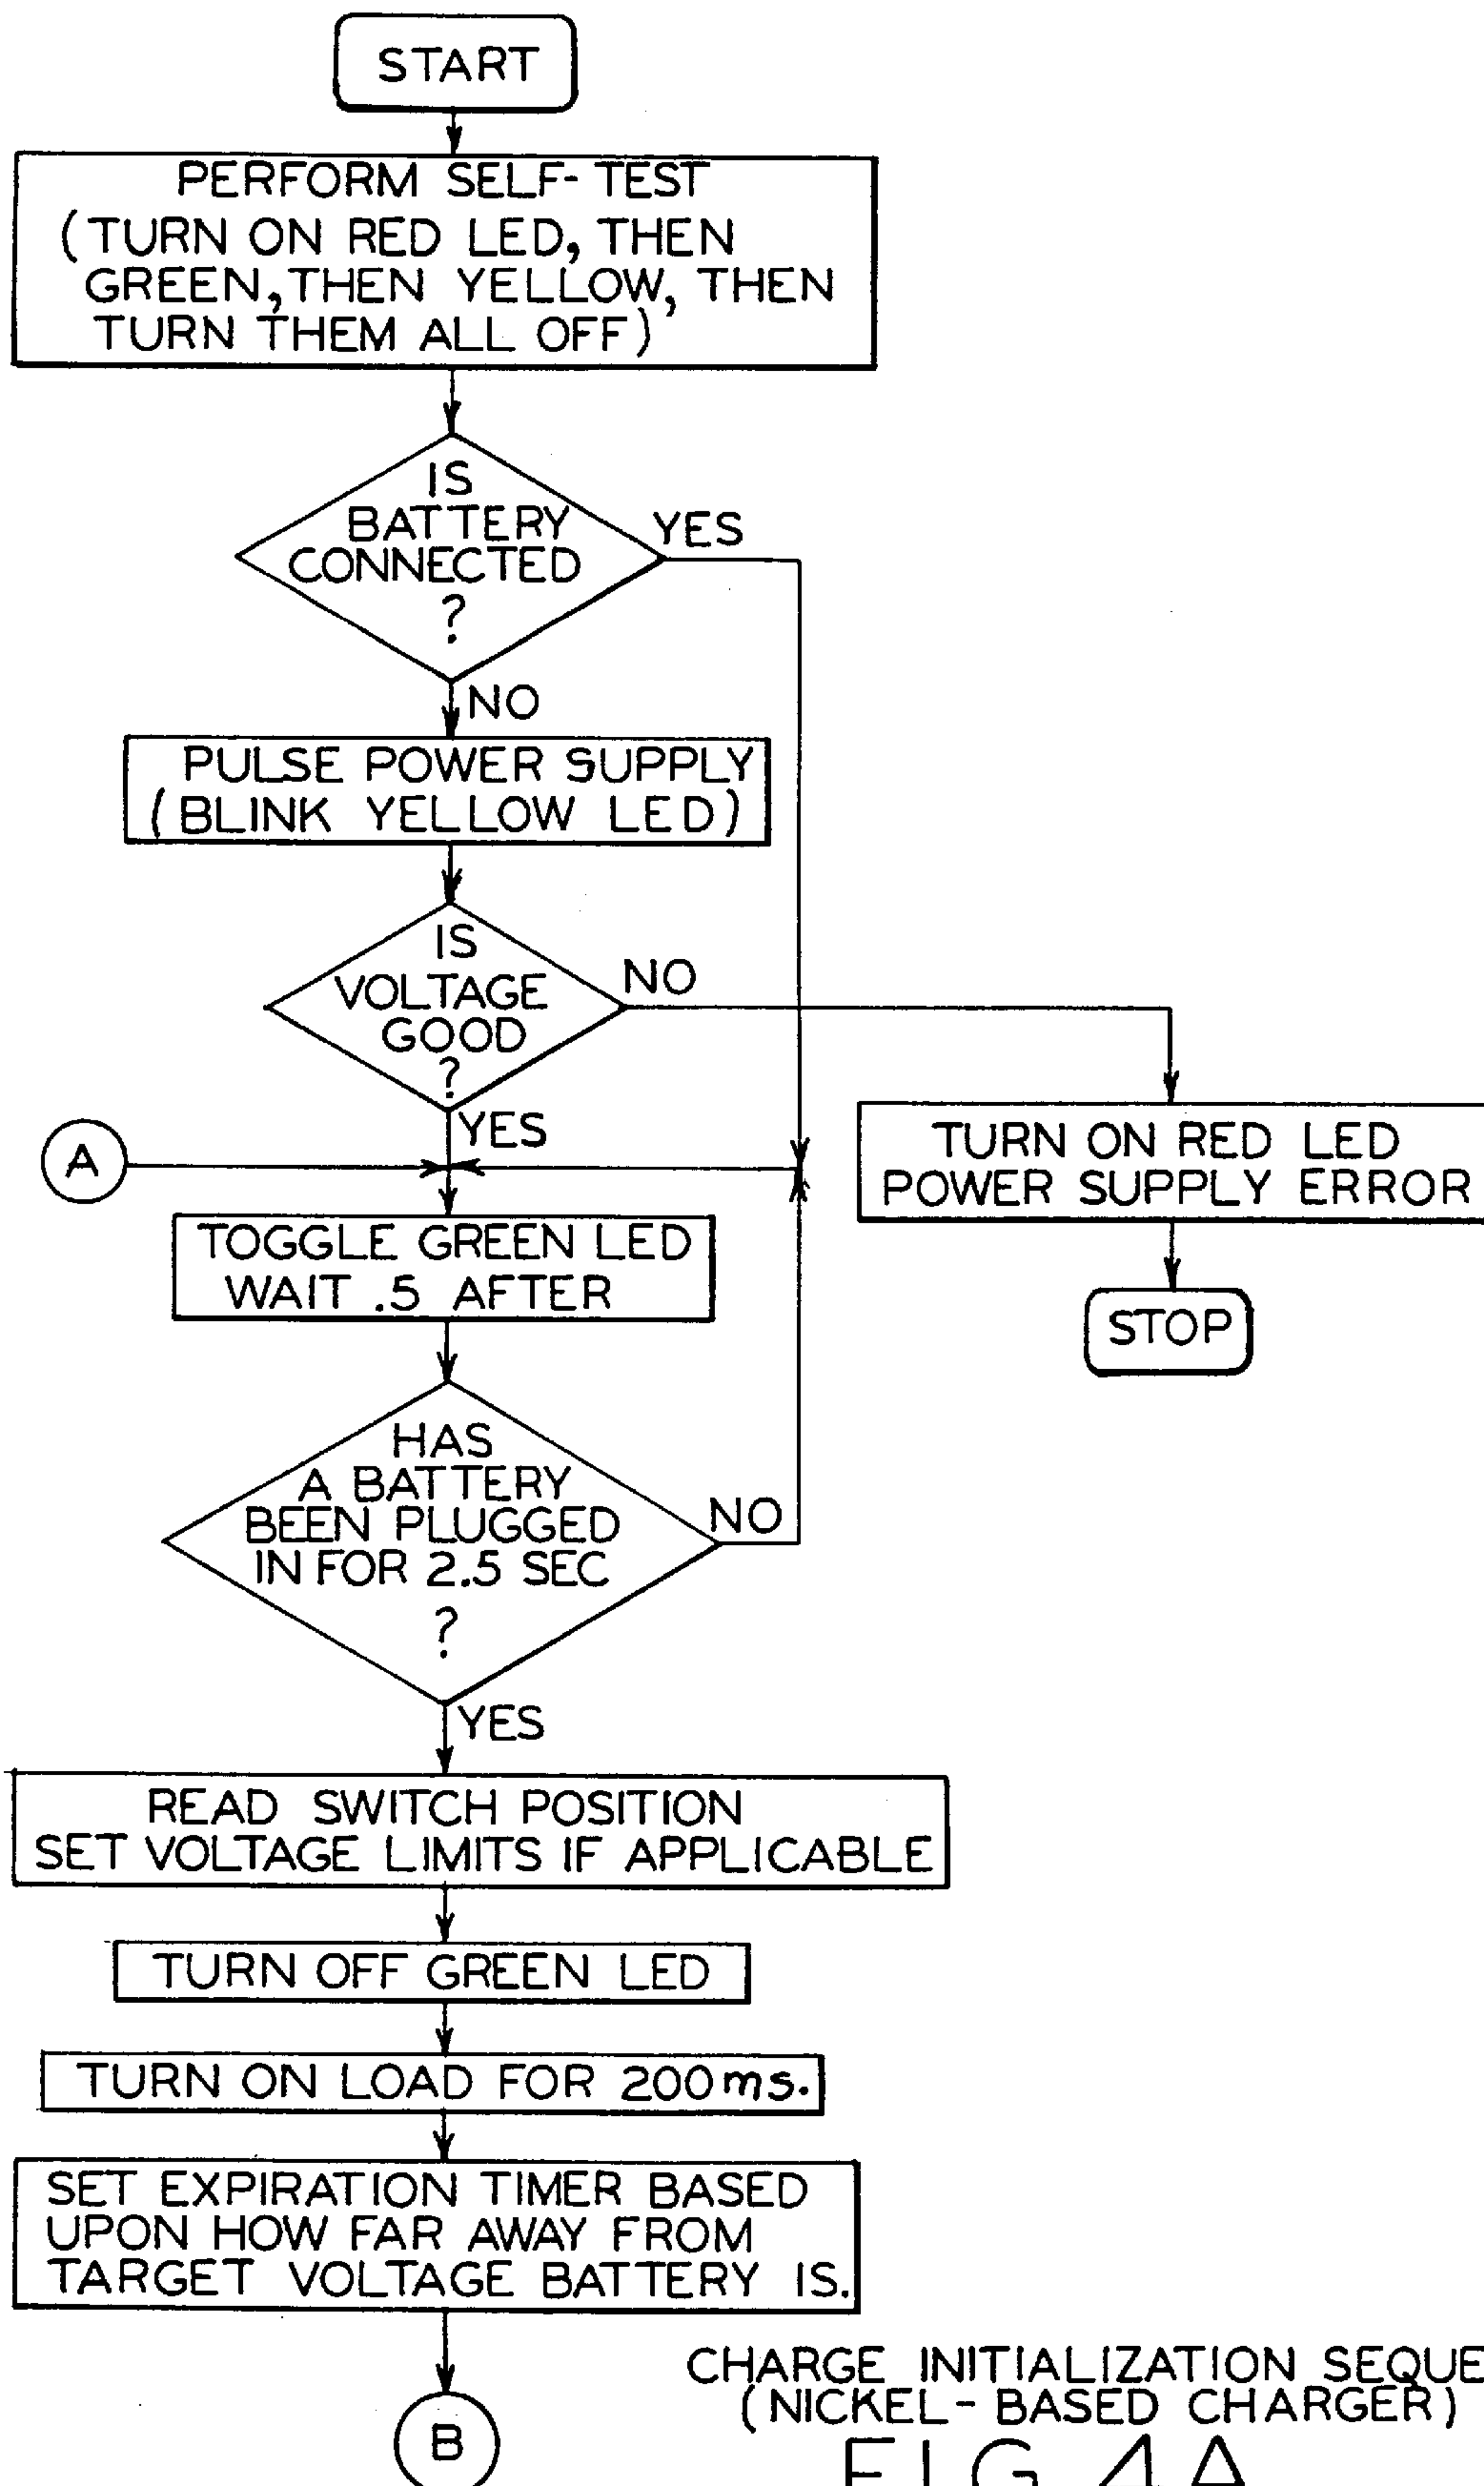 START
PERFORM SELF-TEST
(TURN ON RED LED, THEN
GREEN, THEN YELLOW, THEN
TURN THEM ALL OFF)
IS
BATTERY
CONNECTED
?
YES
NO
PULSE POWER SUPPLY
(BLINK YELLOW LED)
IS
VOLTAGE
GOOD
?
NO
YES
A
TURN ON RED LED
POWER SUPPLY ERROR
STOP
TOGGLE GREEN LED
WAIT .5 AFTER
HAS
A BATTERY
BEEN PLUGGED
IN FOR 2.5 SEC
?
NO
YES
READ SWITCH POSITION
SET VOLTAGE LIMITS IF APPLICABLE
TURN OFF GREEN LED
TURN ON LOAD FOR 200ms.
SET EXPIRATION TIMER BASED
UPON HOW FAR AWAY FROM
TARGET VOLTAGE BATTERY IS.
B
CHARGE INITIALIZATION SEQUE
(NICKEL-BASED CHARGER)
FIG 4A